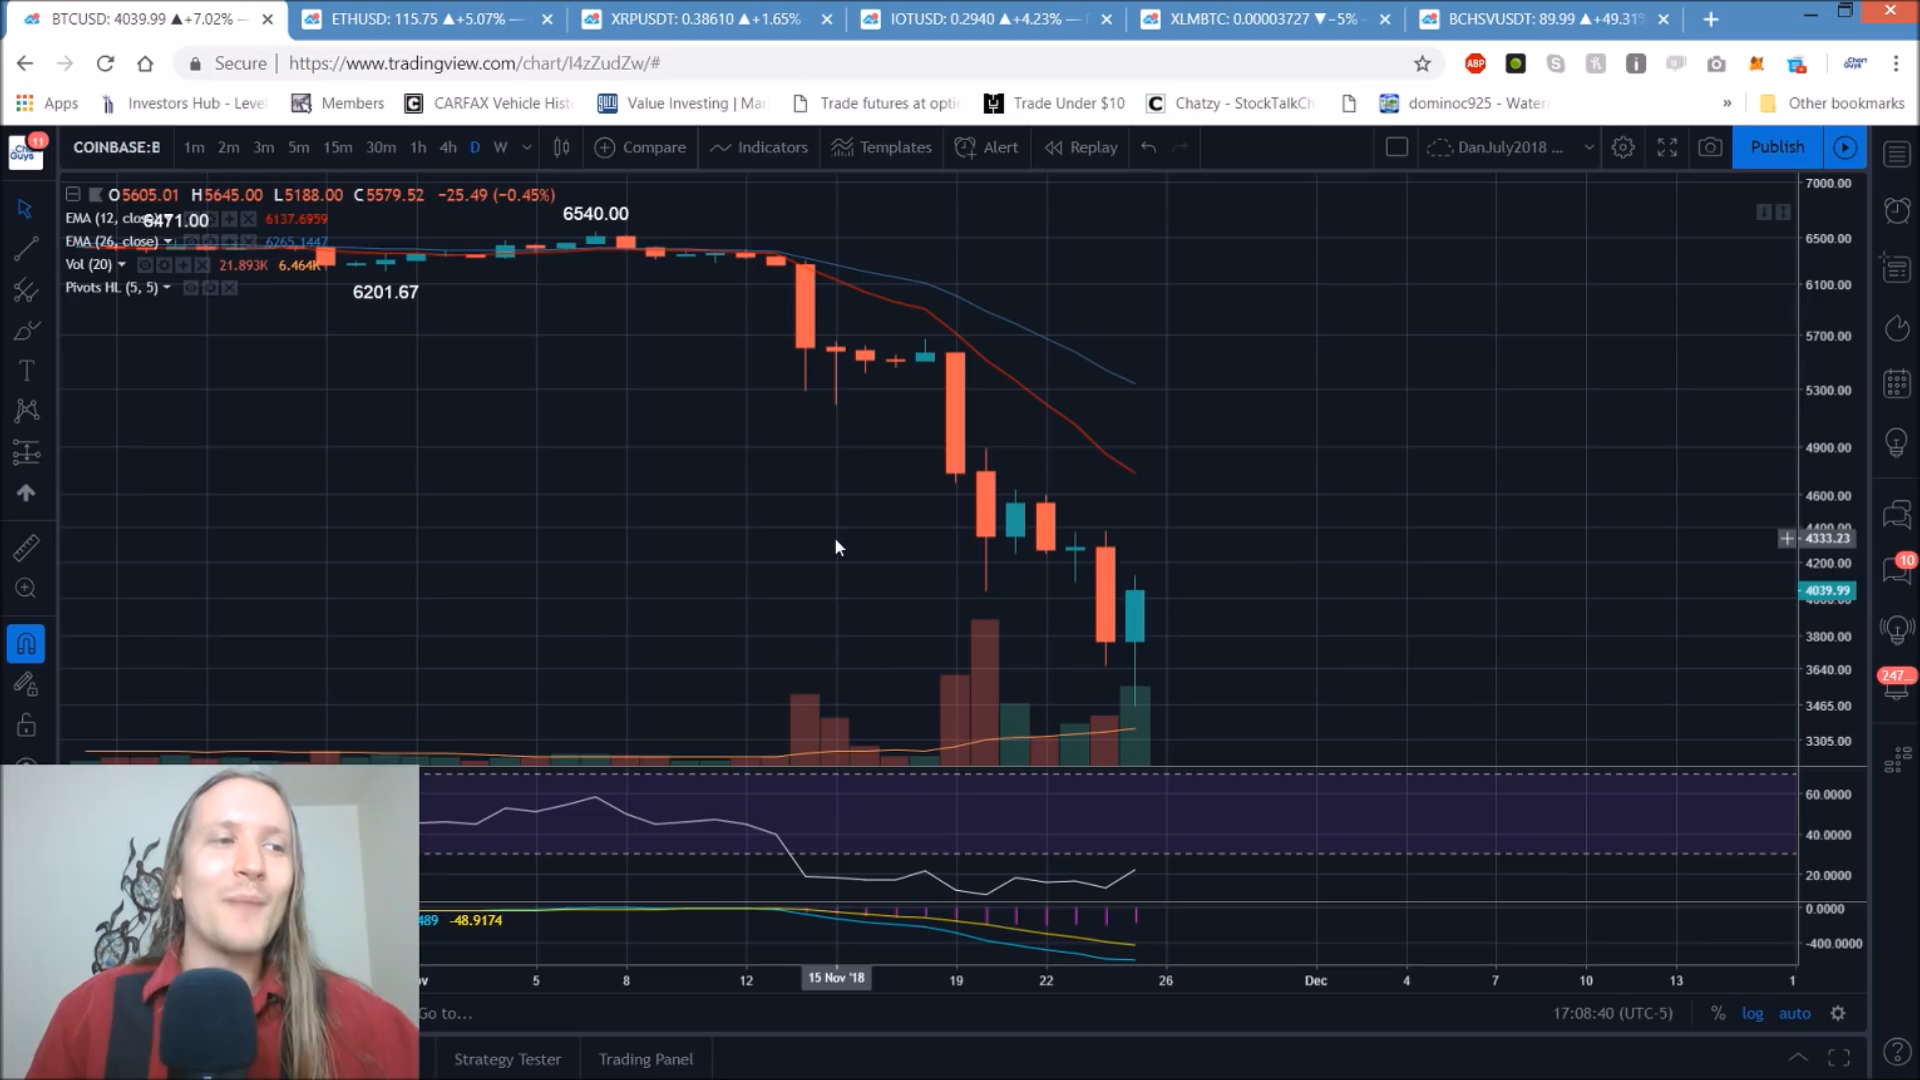 BTCUSD: 4039.99 ▲+7.02% —
ETHUSD: 115.75 ▲+5.07% —
XRPUSDT: 0.38610 ▲+1.65%
IOTUSD: 0.2940 ▲+4.23% —
XLMBTC: 0.00003727 ▼−5%
BCHSVUSDT: 89.99 ▲+49.31%
Secure
https://www.tradingview.com/chart/I4zZudZw/#
ABP
Apps
Investors Hub - Level
Members
CARFAX Vehicle Hist
Value Investing | Mar
Trade futures at optio
Trade Under $10
Chatzy - StockTalkCh
dominoc925 - Water
»
Other bookmarks
11
COINBASE:B
1m 2m 3m 5m 15m 30m 1h 4h D W
Compare
Indicators
Templates
Alert
Replay
DanJuly2018 ...
Publish
O5605.01 H5645.00 L5188.00 C5579.52 −25.49 (−0.45%)
EMA (12, close)
6137.6959
6471.00
EMA (26, close)
6265.1447
Vol (20)
21.893K 6.464K
Pivots HL (5, 5)
6540.00
6201.67
7000.00
6500.00
6100.00
5700.00
5300.00
4900.00
4600.00
4400.00
4333.23
4200.00
4039.99
4000.00
3800.00
3640.00
3465.00
3305.00
60.0000
40.0000
20.0000
0.0000
-400.0000
10
247...
489 -48.9174
ov
5
8
12
15 Nov '18
19
22
26
Dec
4
7
10
13
1
Go to...
17:08:40 (UTC-5)
%
log
auto
Strategy Tester
Trading Panel